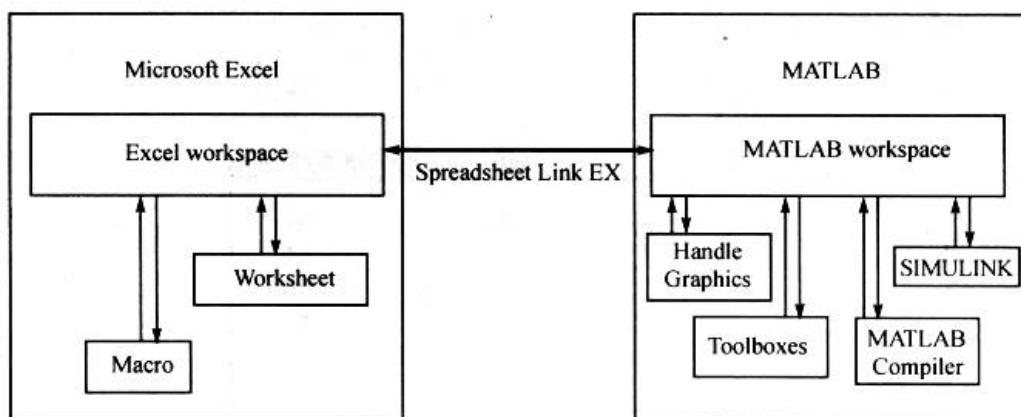 Microsoft Excel
Excel workspace
Worksheet
Macro
Spreadsheet Link EX
MATLAB
MATLAB workspace
Handle
Graphics
SIMULINK
Toolboxes
MATLAB
Compiler